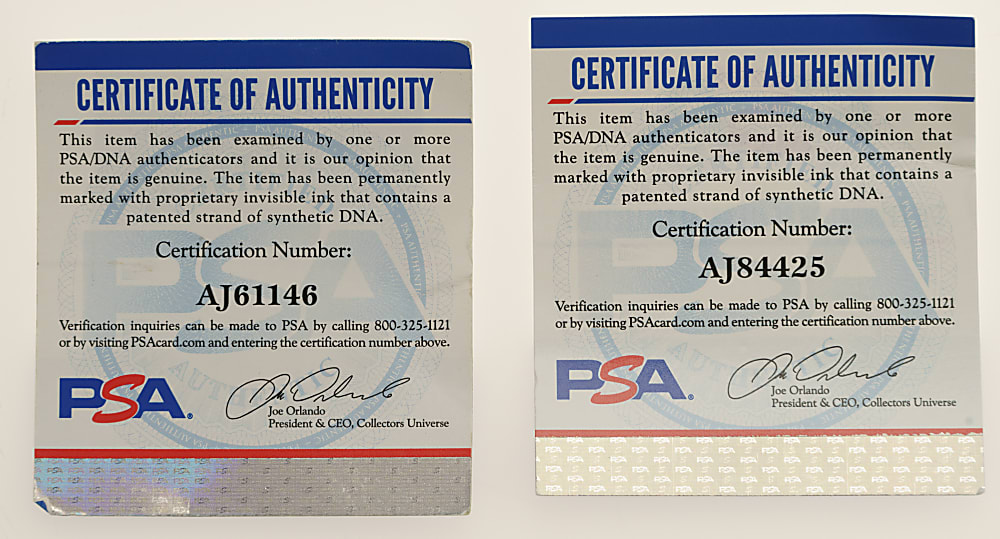 CERTIFICATE OF AUTHENTICITY
This item has been examined by one or more
PSA/DNA authenticators and it is our opinion that
the item is genuine. The item has been permanently
marked with proprietary invisible ink that contains a
patented strand of synthetic DNA.
Certification Number:
AJ61146
Verification inquiries can be made to PSA by calling 800-325-1121
or by visiting PSAcard.com and entering the certification number above.
PSA®
Joe Orlando
President & CEO, Collectors Universe
CERTIFICATE OF AUTHENTICITY
This item has been examined by one or more
PSA/DNA authenticators and it is our opinion that
the item is genuine. The item has been permanently
marked with proprietary invisible ink that contains a
patented strand of synthetic DNA.
Certification Number:
AJ84425
Verification inquiries can be made to PSA by calling 800-325-1121
or by visiting PSAcard.com and entering the certification number above.
PSA®
Joe Orlando
President & CEO, Collectors Universe